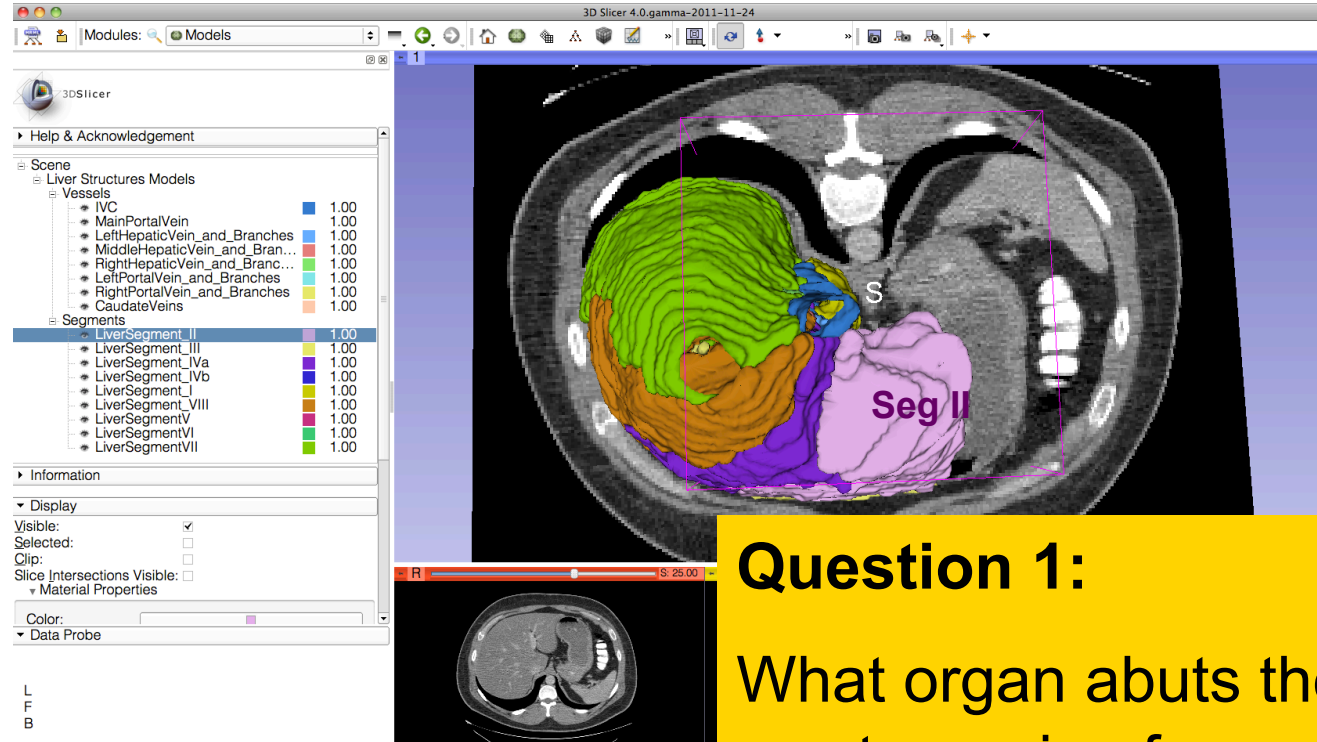 3D Slicer 4.0.gamma-2011-11-24
Modules: Models
1
3DSlicer
Help & Acknowledgement
Scene
Liver Structures Models
Vessels
IVC 1.00
MainPortalVein 1.00
LeftHepaticVein_and_Branches 1.00
MiddleHepaticVein_and_Bran... 1.00
RightHepaticVein_and_Branc... 1.00
LeftPortalVein_and_Branches 1.00
RightPortalVein_and_Branches 1.00
CaudateVeins 1.00
Segments
LiverSegment_II 1.00
LiverSegment_III 1.00
LiverSegment_IVa 1.00
LiverSegment_IVb 1.00
LiverSegment_I 1.00
LiverSegment_VIII 1.00
LiverSegmentV 1.00
LiverSegmentVI 1.00
LiverSegmentVII 1.00
Information
Display
Visible:
Selected:
Clip:
Slice Intersections Visible:
Material Properties
Color:
Data Probe
L
F
B
S
Seg II
R S: 25.00
Question 1:
What organ abuts the